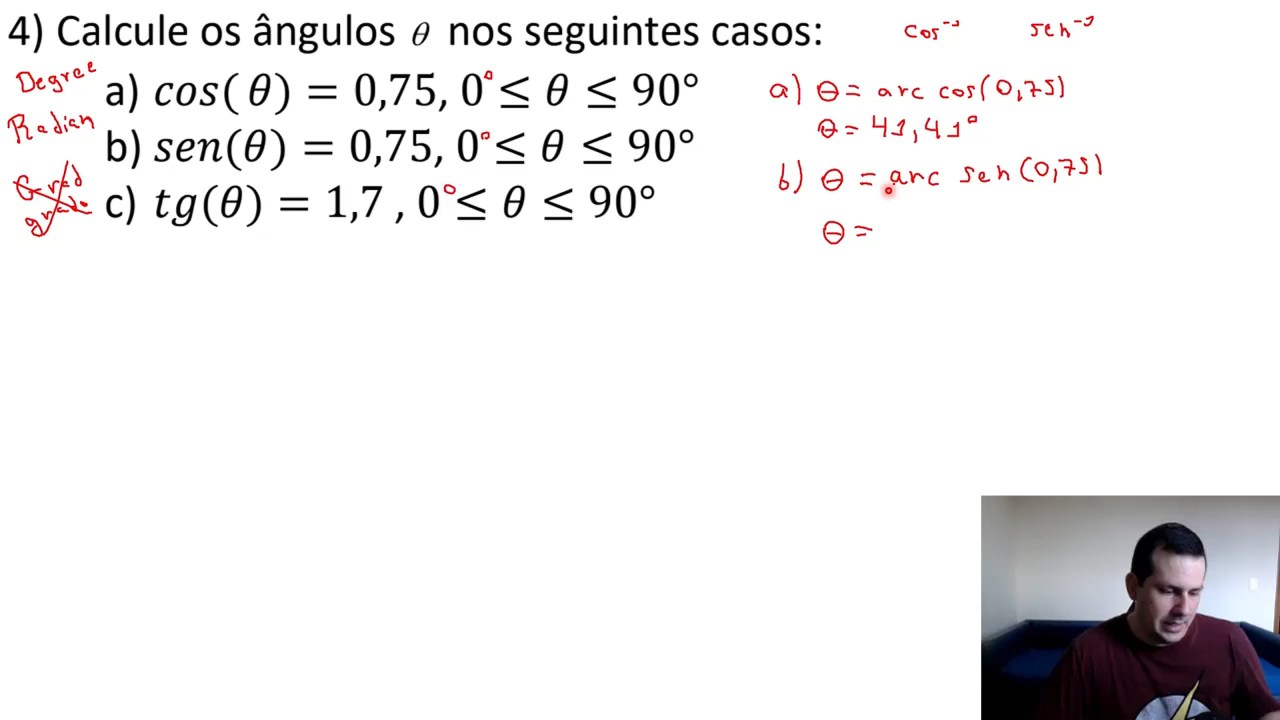 4) Calcule os ângulos θ nos seguintes casos:
cos⁻¹ sen⁻¹
Degree
Radian
Grad
grado
a) cos(θ) = 0,75, 0° ≤ θ ≤ 90°
b) sen(θ) = 0,75, 0° ≤ θ ≤ 90°
c) tg(θ) = 1,7 , 0° ≤ θ ≤ 90°
a) θ = arc cos(0,75)
θ = 41,41°
b) θ = arc sen(0,75)
θ =